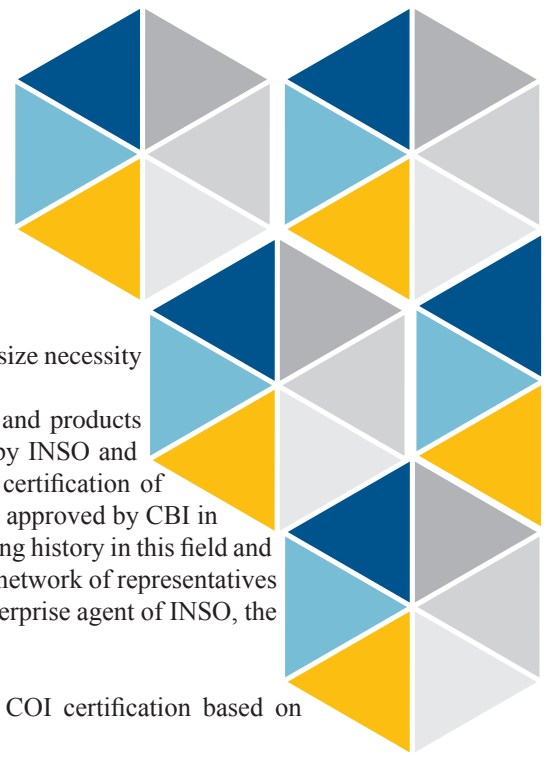 size necessity
and products
by INSO and
certification of
approved by CBI in
ng history in this field and
network of representatives
erprise agent of INSO, the
COI certification based on